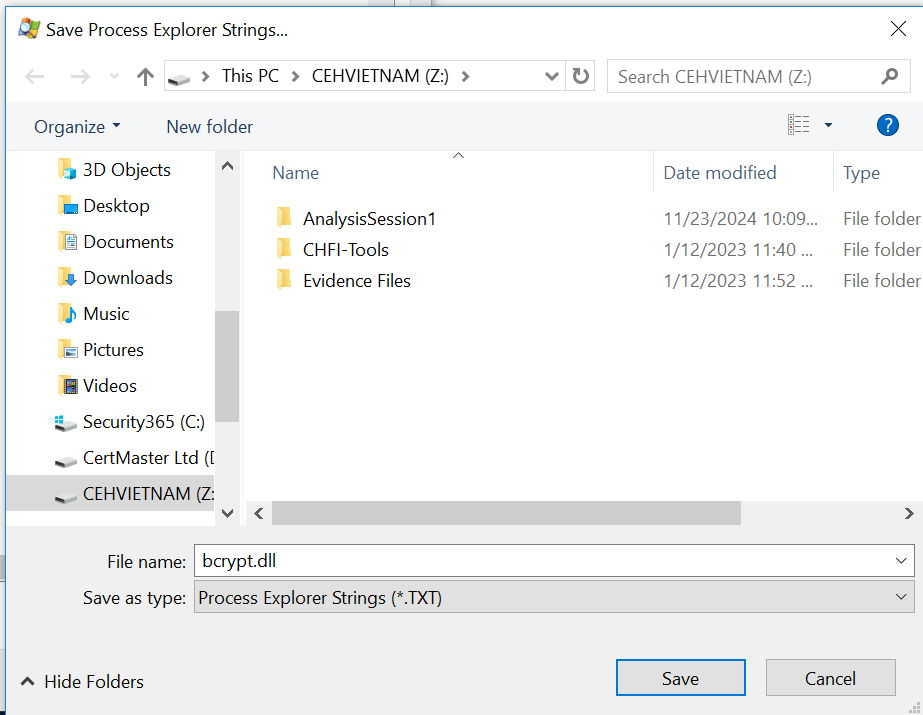 Save Process Explorer Strings...
This PC > CEHVIETNAM (Z:) >
Search CEHVIETNAM (Z:)
Organize
New folder
?
3D Objects
Desktop
Documents
Downloads
Music
Pictures
Videos
Security365 (C:)
CertMaster Ltd (D
CEHVIETNAM (Z:
Name Date modified Type
AnalysisSession1 11/23/2024 10:09... File folder
CHFI-Tools 1/12/2023 11:40 ... File folder
Evidence Files 1/12/2023 11:52 ... File folder
File name: bcrypt.dll
Save as type: Process Explorer Strings (*.TXT)
Hide Folders
Save
Cancel